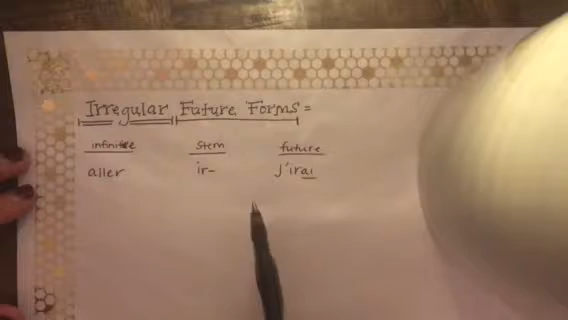 Irregular Future Forms =
infinitive stem future
aller ir- j'irai